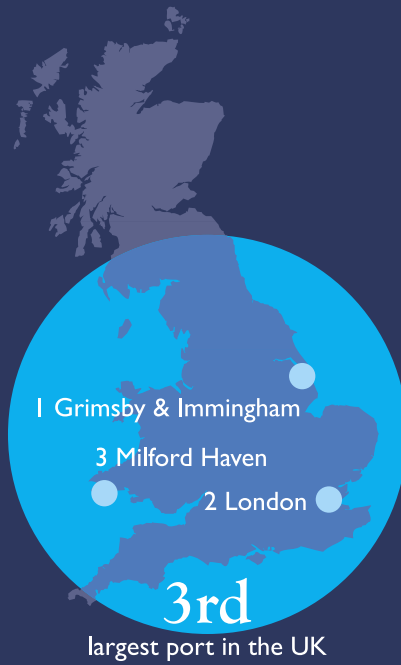 1 Grimsby & Immingham
3 Milford Haven
2 London
3rd
largest port in the UK